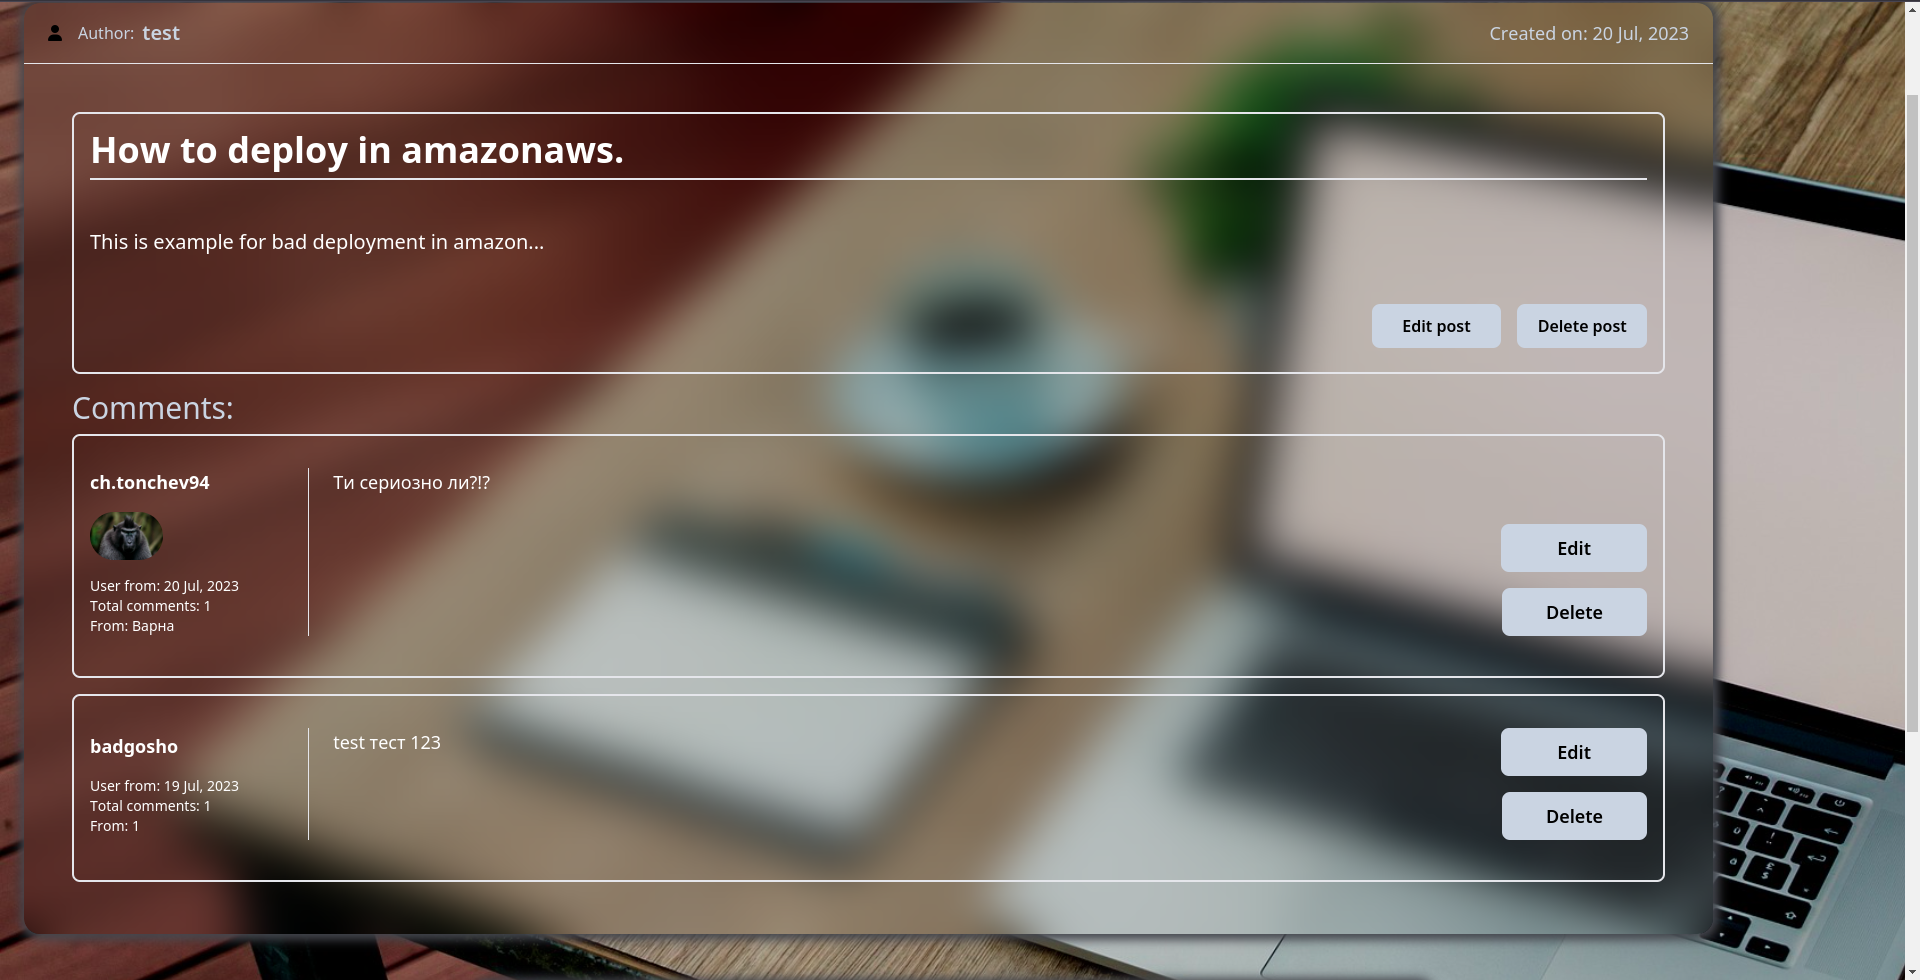 Author: test
Created on: 20 Jul, 2023
How to deploy in amazonaws.
This is example for bad deployment in amazon...
Edit post
Delete post
Comments:
ch.tonchev94
Ти сериозно ли?!?
User from: 20 Jul, 2023
Total comments: 1
From: Варна
Edit
Delete
badgosho
test тест 123
User from: 19 Jul, 2023
Total comments: 1
From: 1
Edit
Delete